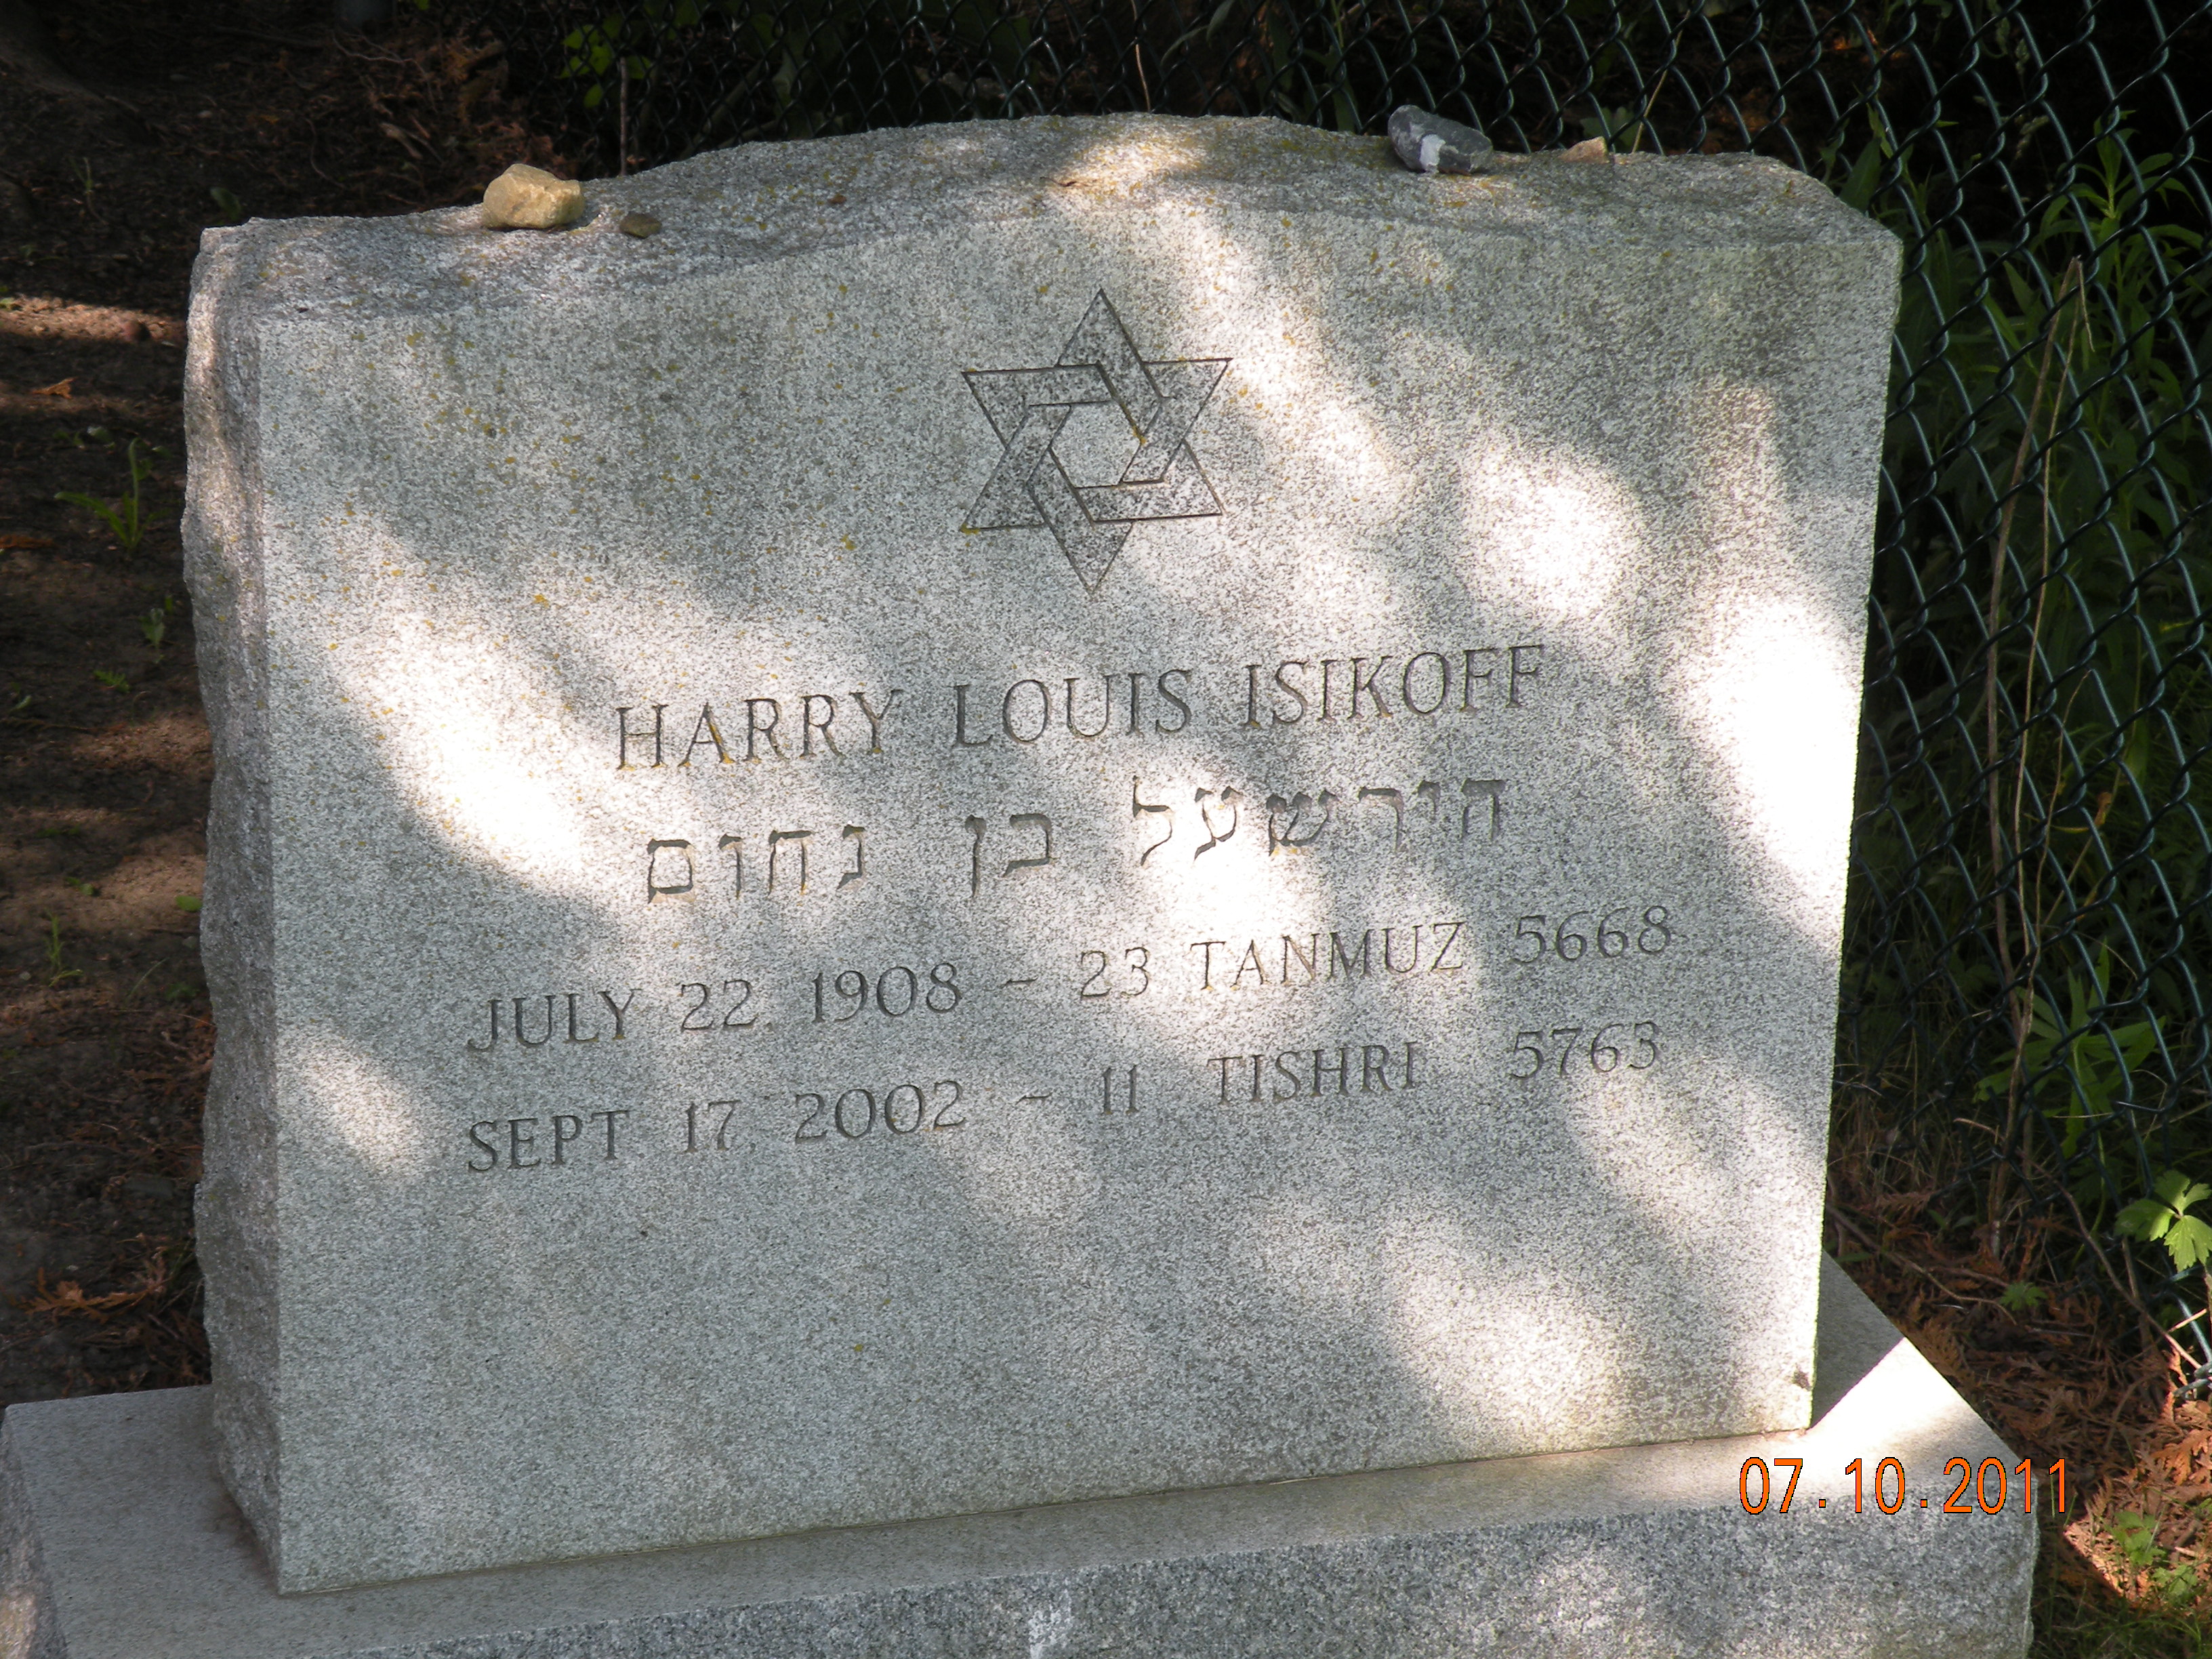 HARRY LOUIS ISIKOFF
הירשעל בן נחום
JULY 22, 1908 - 23 TANMUZ 5668
SEPT 17, 2002 - 11 TISHRI 5763
07.10.2011